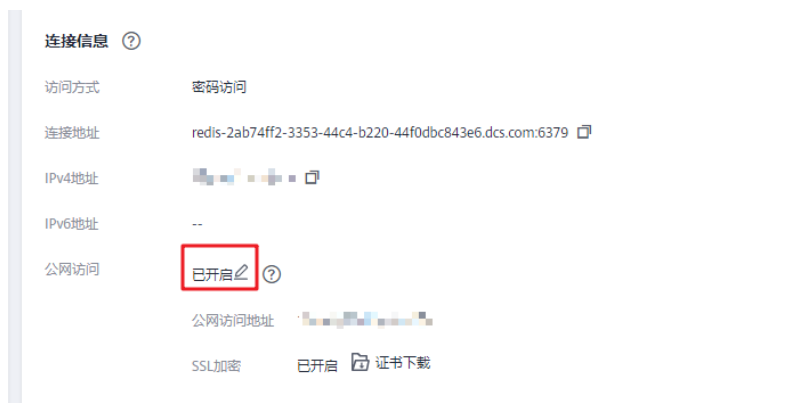 连接信息
访问方式 密码访问
连接地址 redis-2ab74ff2-3353-44c4-b220-44f0dbc843e6.dcs.com:6379
IPv4地址
IPv6地址 --
公网访问 已开启
公网访问地址
SSL加密 已开启 证书下载